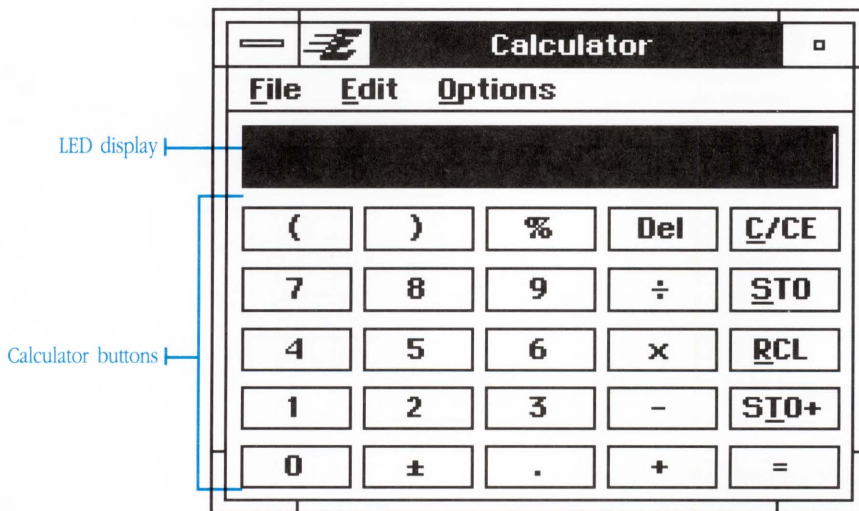 Calculator
File Edit Options
LED display
( ) % Del C/CE
7 8 9 ÷ STO
4 5 6 x RCL
Calculator buttons
1 2 3 - STO+
0 ± . + =